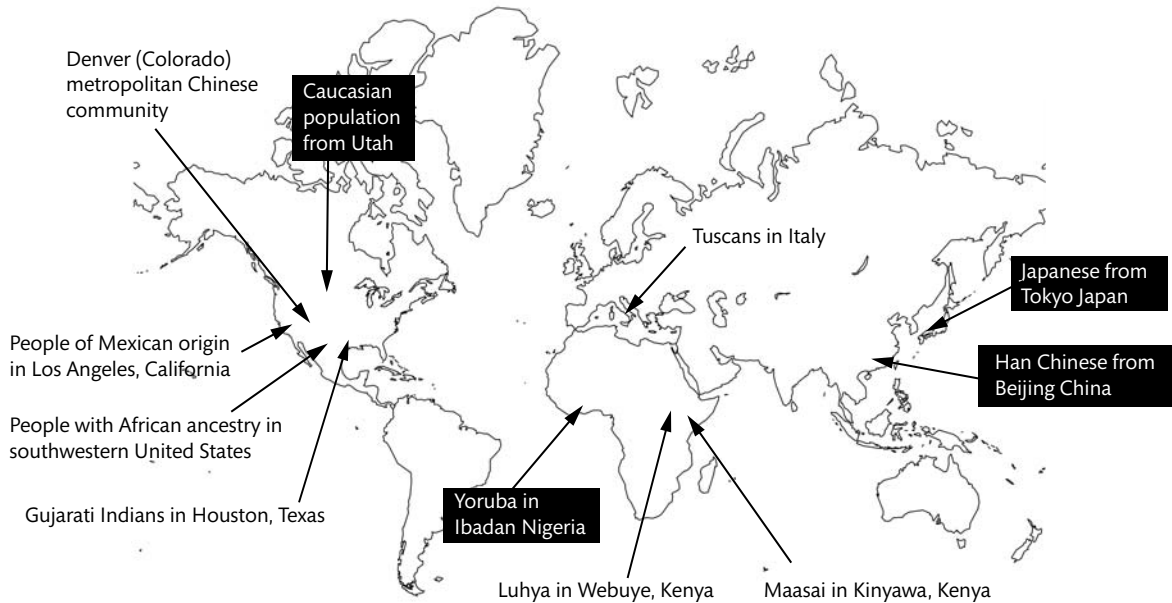 Denver (Colorado)
metropolitan Chinese
community
Caucasian
population
from Utah
Tuscans in Italy
Japanese from
Tokyo Japan
People of Mexican origin
in Los Angeles, California
Han Chinese from
Beijing China
People with African ancestry in
southwestern United States
Gujarati Indians in Houston, Texas
Yoruba in
Ibadan Nigeria
Luhya in Webuye, Kenya
Maasai in Kinyawa, Kenya